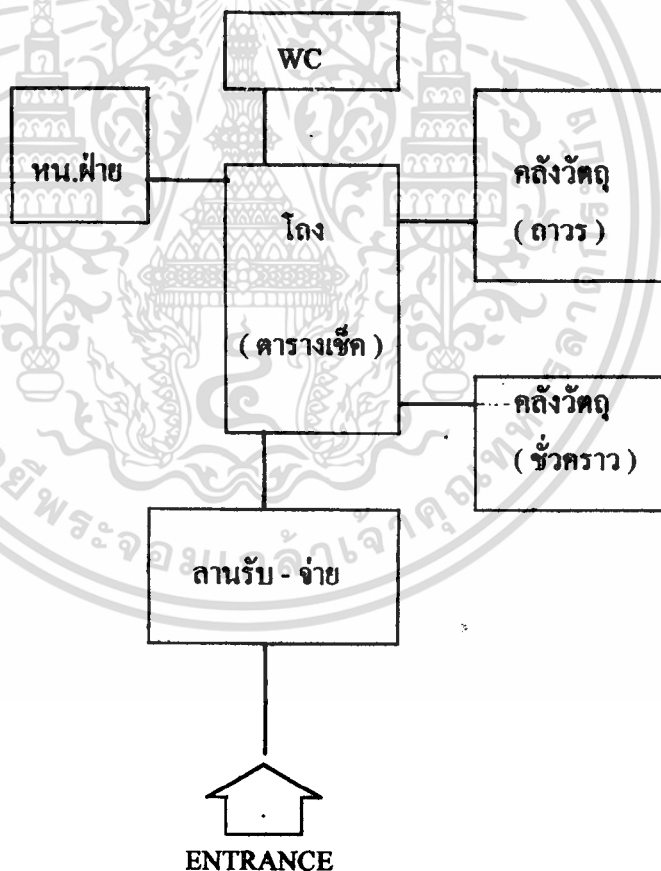 WC
หน.ฝ่าย
คลังวัตถุ
( ถาวร )
โถง
( ตารางเช็ค )
คลังวัตถุ
( ชั่วคราว )
ลานรับ - จ่าย
ENTRANCE